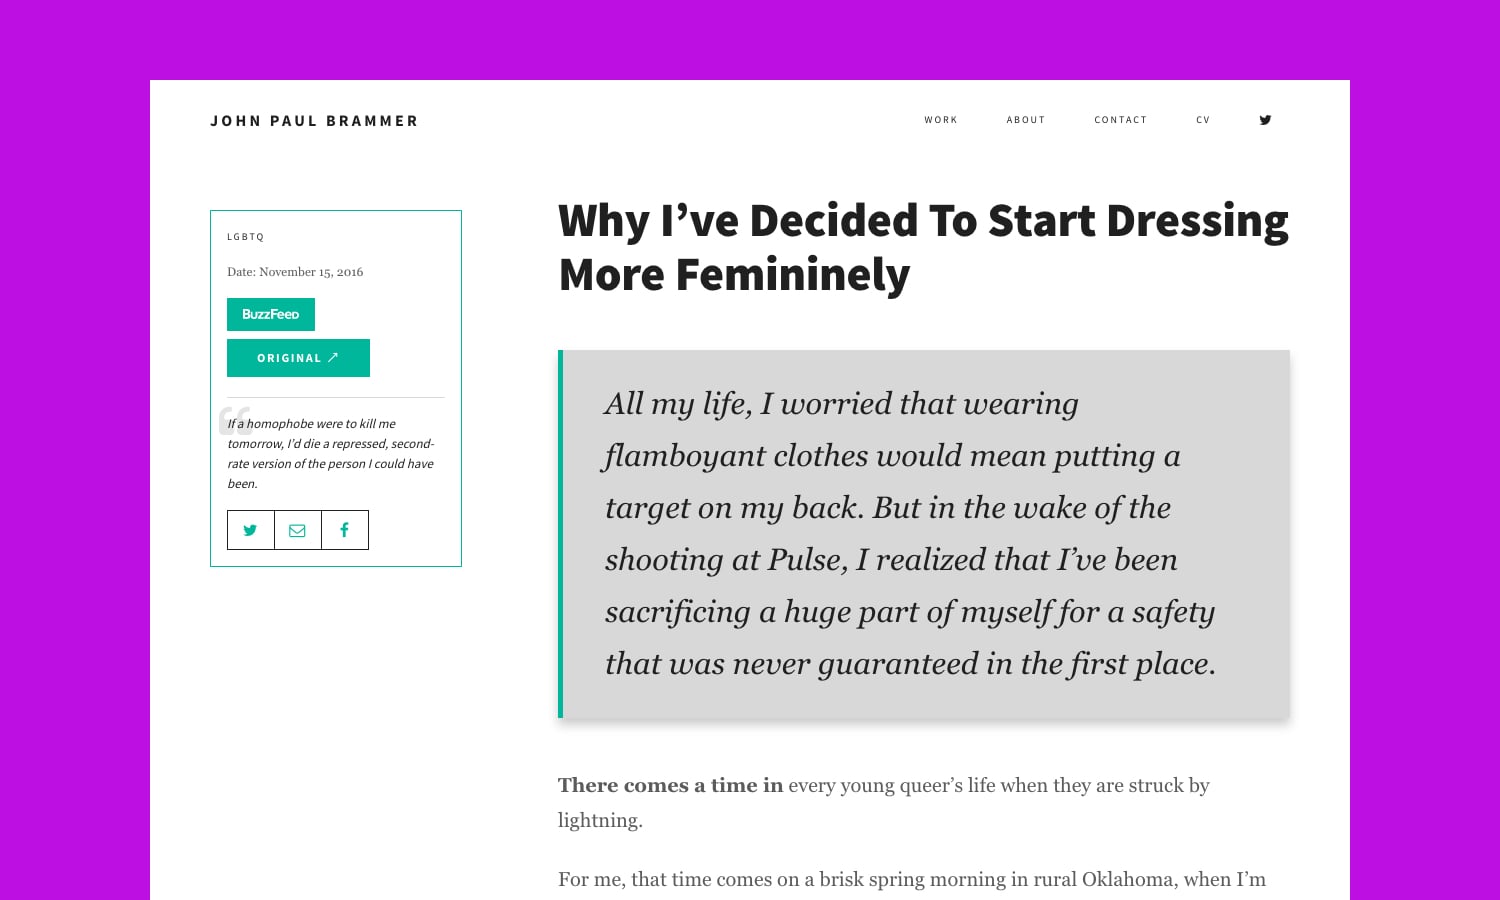 JOHN PAUL BRAMMER
WORK ABOUT CONTACT CV
LGBTQ
Date: November 15, 2016
BuzzFeed
ORIGINAL ↗
If a homophobe were to kill me
tomorrow, I’d die a repressed, second-
rate version of the person I could have
been.
Why I’ve Decided To Start Dressing
More Femininely
All my life, I worried that wearing
flamboyant clothes would mean putting a
target on my back. But in the wake of the
shooting at Pulse, I realized that I’ve been
sacrificing a huge part of myself for a safety
that was never guaranteed in the first place.
There comes a time in every young queer’s life when they are struck by
lightning.
For me, that time comes on a brisk spring morning in rural Oklahoma, when I’m